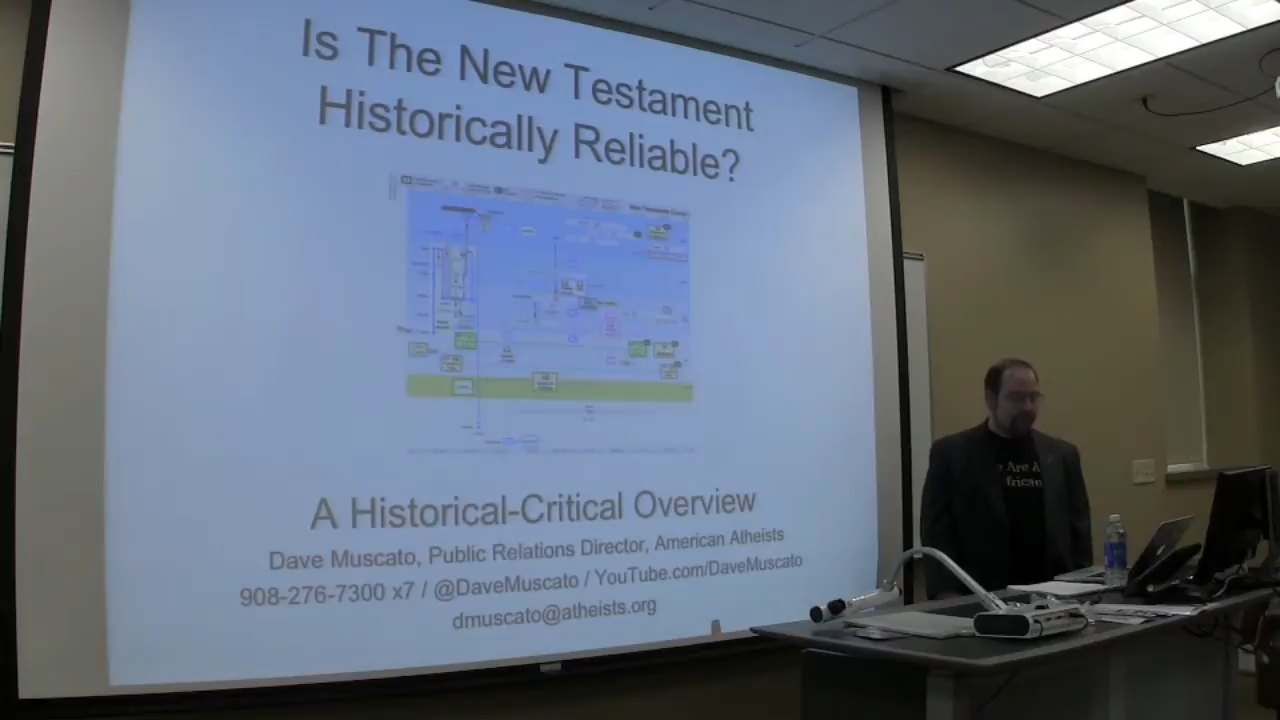 Is The New Testament
Historically Reliable?
A Historical-Critical Overview
Dave Muscato, Public Relations Director, American Atheists
908-276-7300 x7 / @DaveMuscato / YouTube.com/DaveMuscato
dmuscato@atheists.org
Are